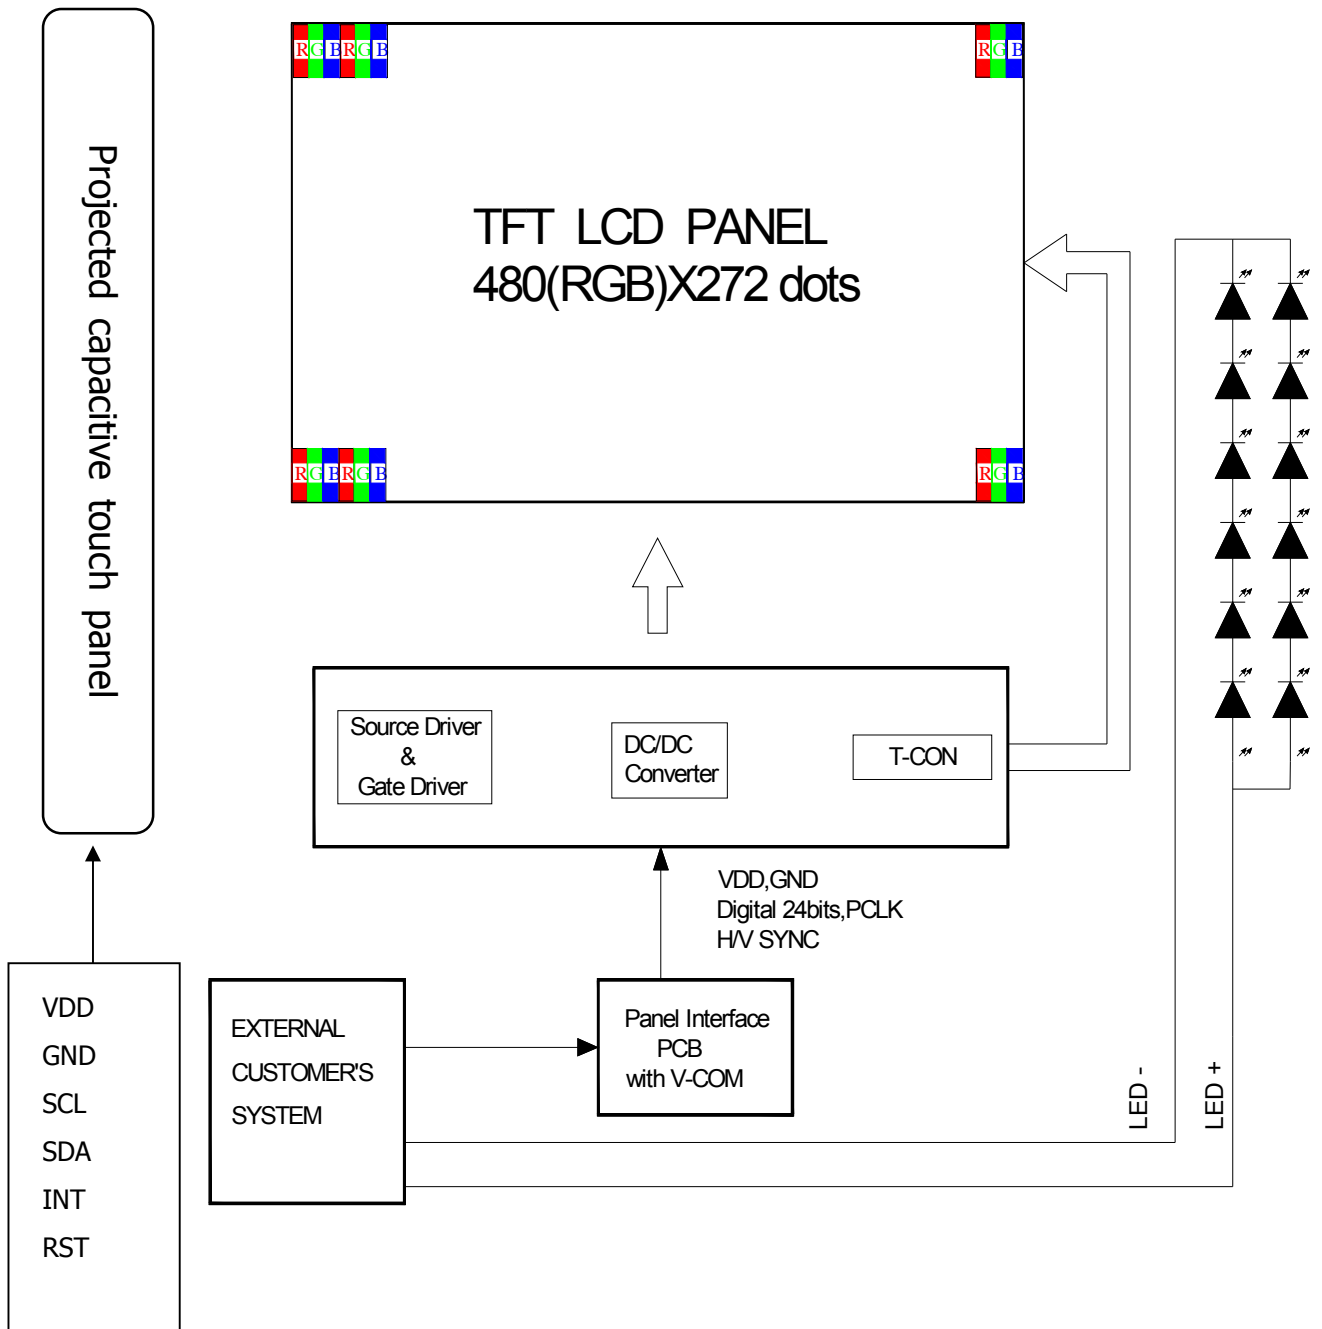 Projected capacitive touch panel
R G B R G B
R G B
TFT LCD PANEL
480(RGB)X272 dots
R G B R G B
R G B
Source Driver
&
Gate Driver
DC/DC
Converter
T-CON
VDD,GND
Digital 24bits,PCLK
H/V SYNC
VDD
GND
SCL
SDA
INT
RST
EXTERNAL
CUSTOMER'S
SYSTEM
Panel Interface
PCB
with V-COM
LED -
LED +